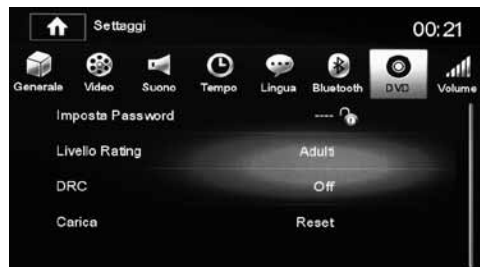 Settaggi 00:21
Generale Video Suono Tempo Lingua Bluetooth DVD Volume
Imposta Password ----
Livello Rating Adulti
DRC Off
Carica Reset